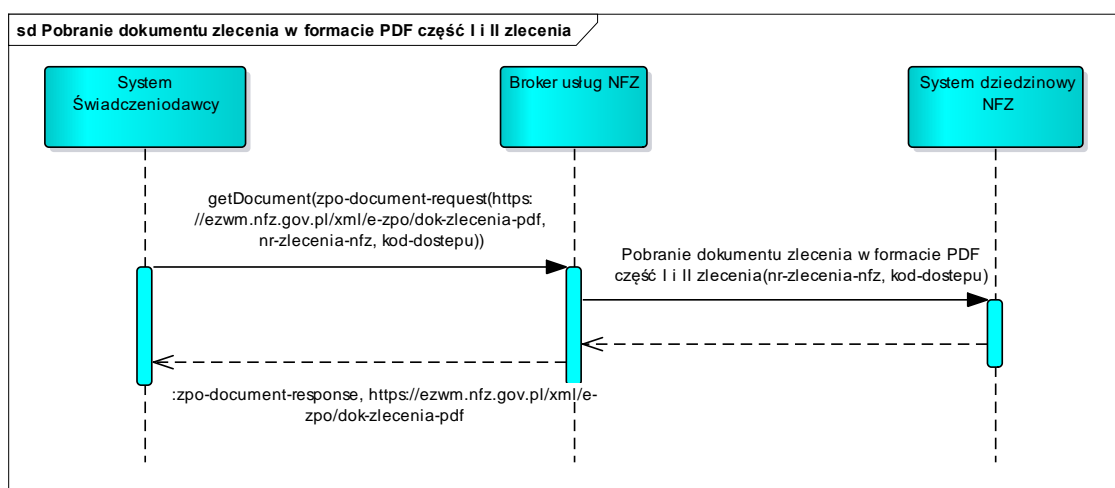 sd Pobranie dokumentu zlecenia w formacie PDF część I i II zlecenia
System
Świadczeniodawcy
Broker usług NFZ
System dziedzinowy
NFZ
getDocument(zpo-document-request(https:
//ezwm.nfz.gov.pl/xml/e-zpo/dok-zlecenia-pdf,
nr-zlecenia-nfz, kod-dostepu))
Pobranie dokumentu zlecenia w formacie PDF
część I i II zlecenia(nr-zlecenia-nfz, kod-dostepu)
:zpo-document-response, https://ezwm.nfz.gov.pl/xml/e-
zpo/dok-zlecenia-pdf